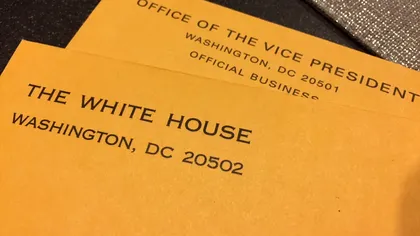 OFFICE OF THE VICE PRESIDENT
WASHINGTON, DC 20501
OFFICIAL BUSINESS
THE WHITE HOUSE
WASHINGTON, DC 20502